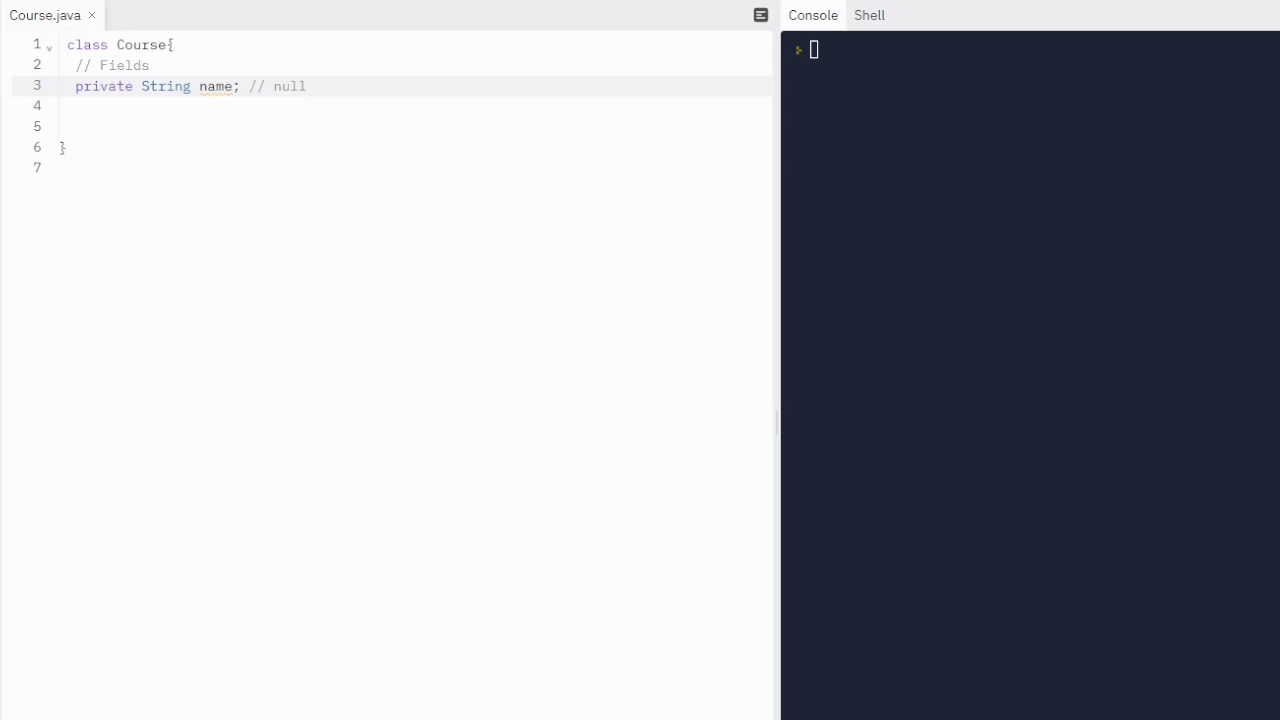 Course.java ×
Console Shell
1 class Course{
2 // Fields
3 private String name; // null
4
5
6 }
7